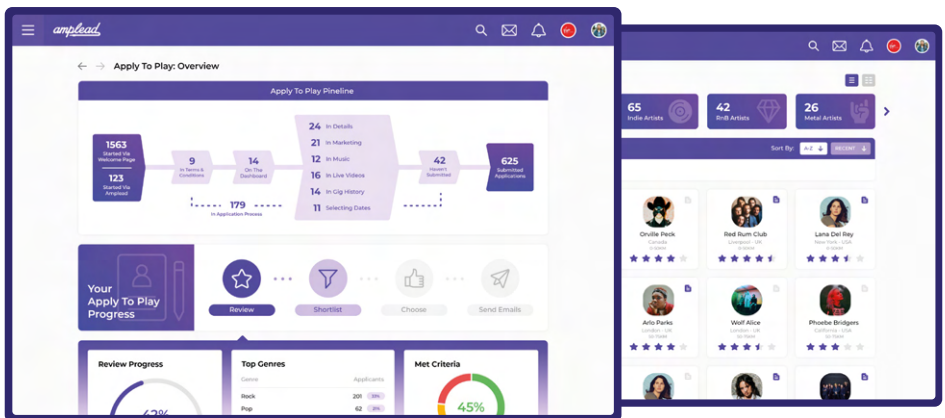 amplead
Apply To Play: Overview
Apply To Play Pineline
1563
Started Via
Welcome Page
123
Started Via
Amplead
9
In Terms &
Conditions
14
On The
Dashboard
179
In Application Process
24 In Details
21 In Marketing
12 In Music
16 In Live Videos
14 In Gig History
11 Selecting Dates
42
Haven't
Submitted
625
Submitted
Applications
Your
Apply To Play
Progress
Review
Shortlist
Choose
Send Emails
Review Progress
42%
Top Genres
Genre Applicants
Rock 201
Pop 62
Met Criteria
45%
65
Indie Artists
42
RnB Artists
26
Metal Artists
Sort By: A-Z RECENT
Orville Peck
Canada
Red Rum Club
Liverpool - UK
Lana Del Rey
New York - USA
Arlo Parks
London - UK
Wolf Alice
London - UK
Phoebe Bridgers
California - USA